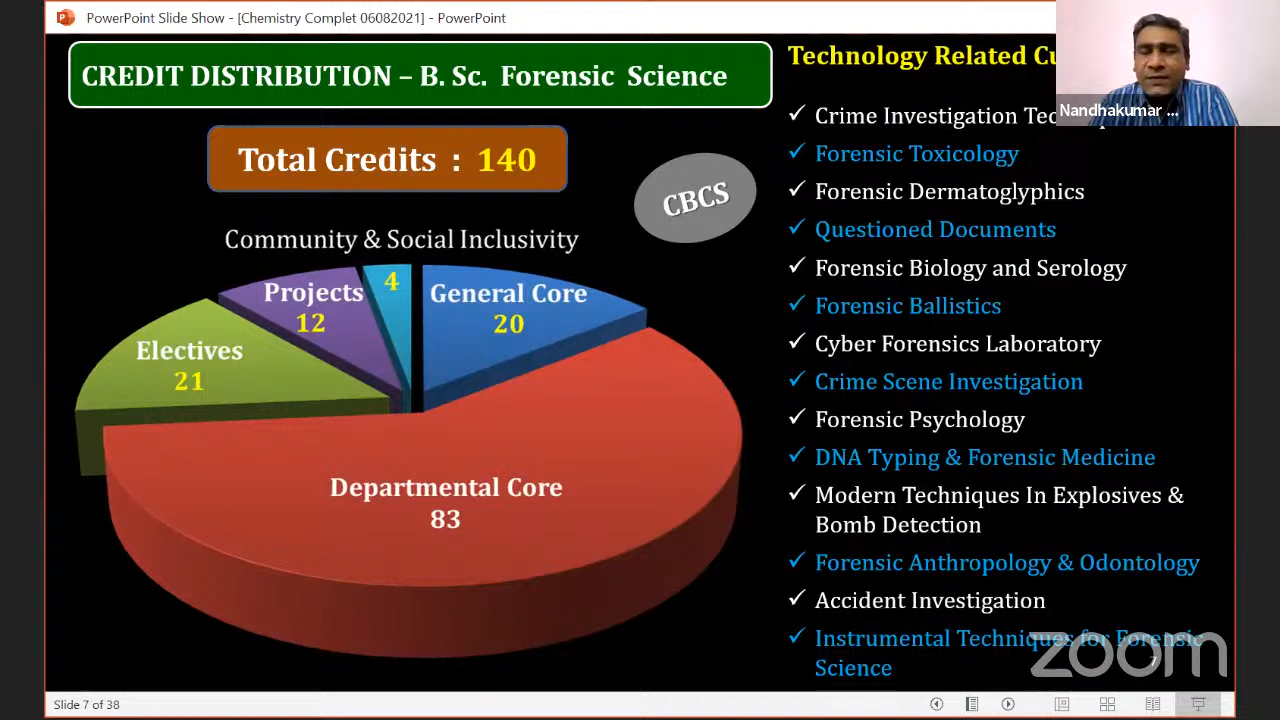 PowerPoint Slide Show - [Chemistry Complet 06082021] - PowerPoint
CREDIT DISTRIBUTION – B. Sc. Forensic Science
Total Credits : 140
CBCS
Community & Social Inclusivity
4
Projects
12
General Core
20
Electives
21
Departmental Core
83
Technology Related
Nandhakumar ...
✓ Crime Investigation
✓ Forensic Toxicology
✓ Forensic Dermatoglyphics
✓ Questioned Documents
✓ Forensic Biology and Serology
✓ Forensic Ballistics
✓ Cyber Forensics Laboratory
✓ Crime Scene Investigation
✓ Forensic Psychology
✓ DNA Typing & Forensic Medicine
✓ Modern Techniques In Explosives &
Bomb Detection
✓ Forensic Anthropology & Odontology
✓ Accident Investigation
✓ Instrumental Techniques for Forensic
Science
zoom
7
Slide 7 of 38